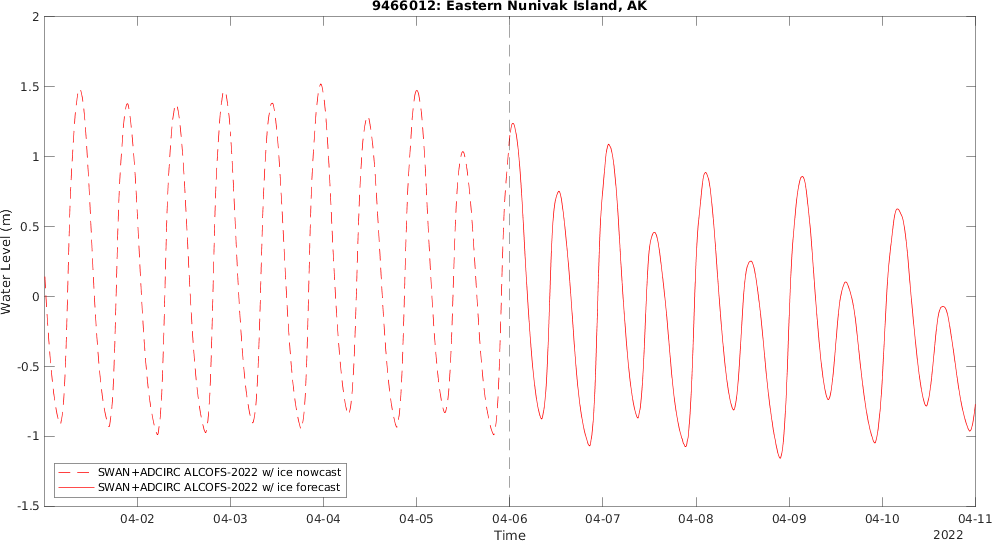 9466012: Eastern Nunivak Island, AK
Water Level (m)
2
1.5
1
0.5
0
-0.5
-1
-1.5
SWAN+ADCIRC ALCOFS-2022 w/ ice nowcast
SWAN+ADCIRC ALCOFS-2022 w/ ice forecast
04-02 04-03 04-04 04-05 04-06 04-07 04-08 04-09 04-10 04-11
Time
2022